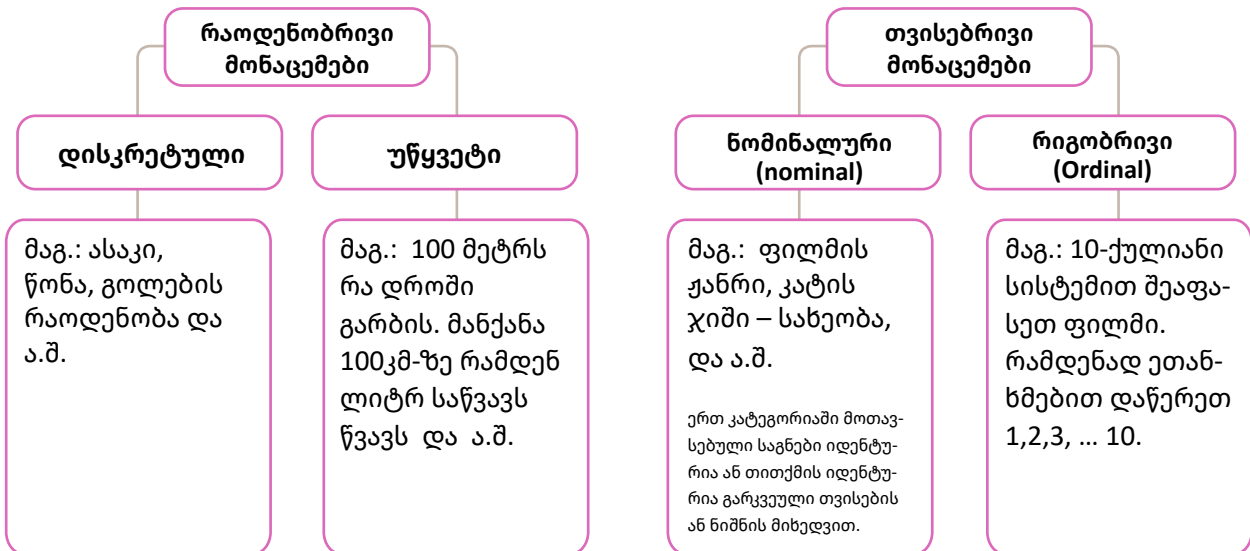 რაოდენობრივი
მონაცემები
დისკრეტული
მაგ.: ასაკი,
წონა, გოლების
რაოდენობა და
ა.შ.
უწყვეტი
მაგ.: 100 მეტრს
რა დროში
გარბის. მანქანა
100კმ-ზე რამდენ
ლიტრ საწვავს
წვავს და ა.შ.
თვისებრივი
მონაცემები
ნომინალური
(nominal)
მაგ.: ფილმის
ჟანრი, კატის
ჯიში – სახეობა,
და ა.შ.
ერთ კატეგორიაში მოთავ-
სებული საგნები იდენტუ-
რია ან თითქმის იდენტუ-
რია გარკვეული თვისების
ან ნიშნის მიხედვით.
რიგობრივი
(Ordinal)
მაგ.: 10-ქულიანი
სისტემით შეაფა-
სეთ ფილმი.
რამდენად ეთან-
ხმებით დაწერეთ
1,2,3, ... 10.